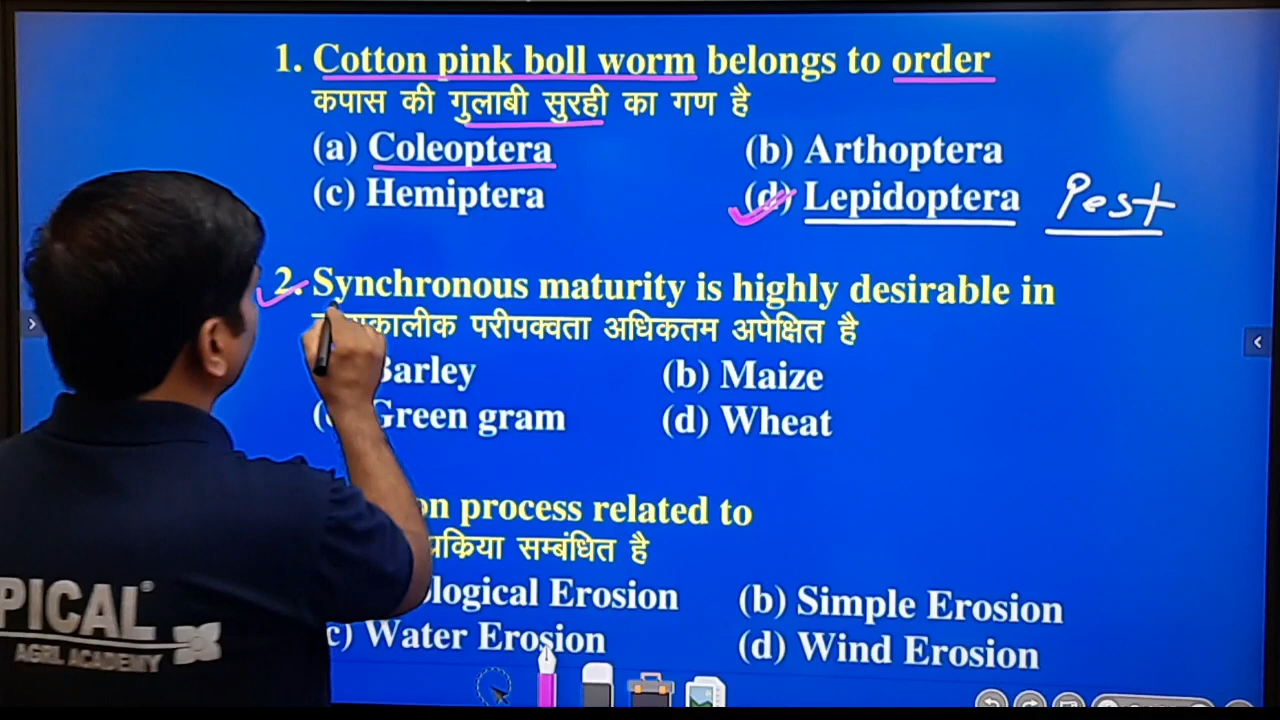 1. Cotton pink boll worm belongs to order
कपास की गुलाबी सुरही का गण है
(a) Coleoptera (b) Arthoptera
(c) Hemiptera (d) Lepidoptera Pest
2. Synchronous maturity is highly desirable in
परीपक्वता अधिकतम अपेक्षित है
Barley (b) Maize
Green gram (d) Wheat
process related to
सम्बंधित है
Erosion (b) Simple Erosion
c) Water Erosion (d) Wind Erosion
PICAL
AGRI. ACADEMY